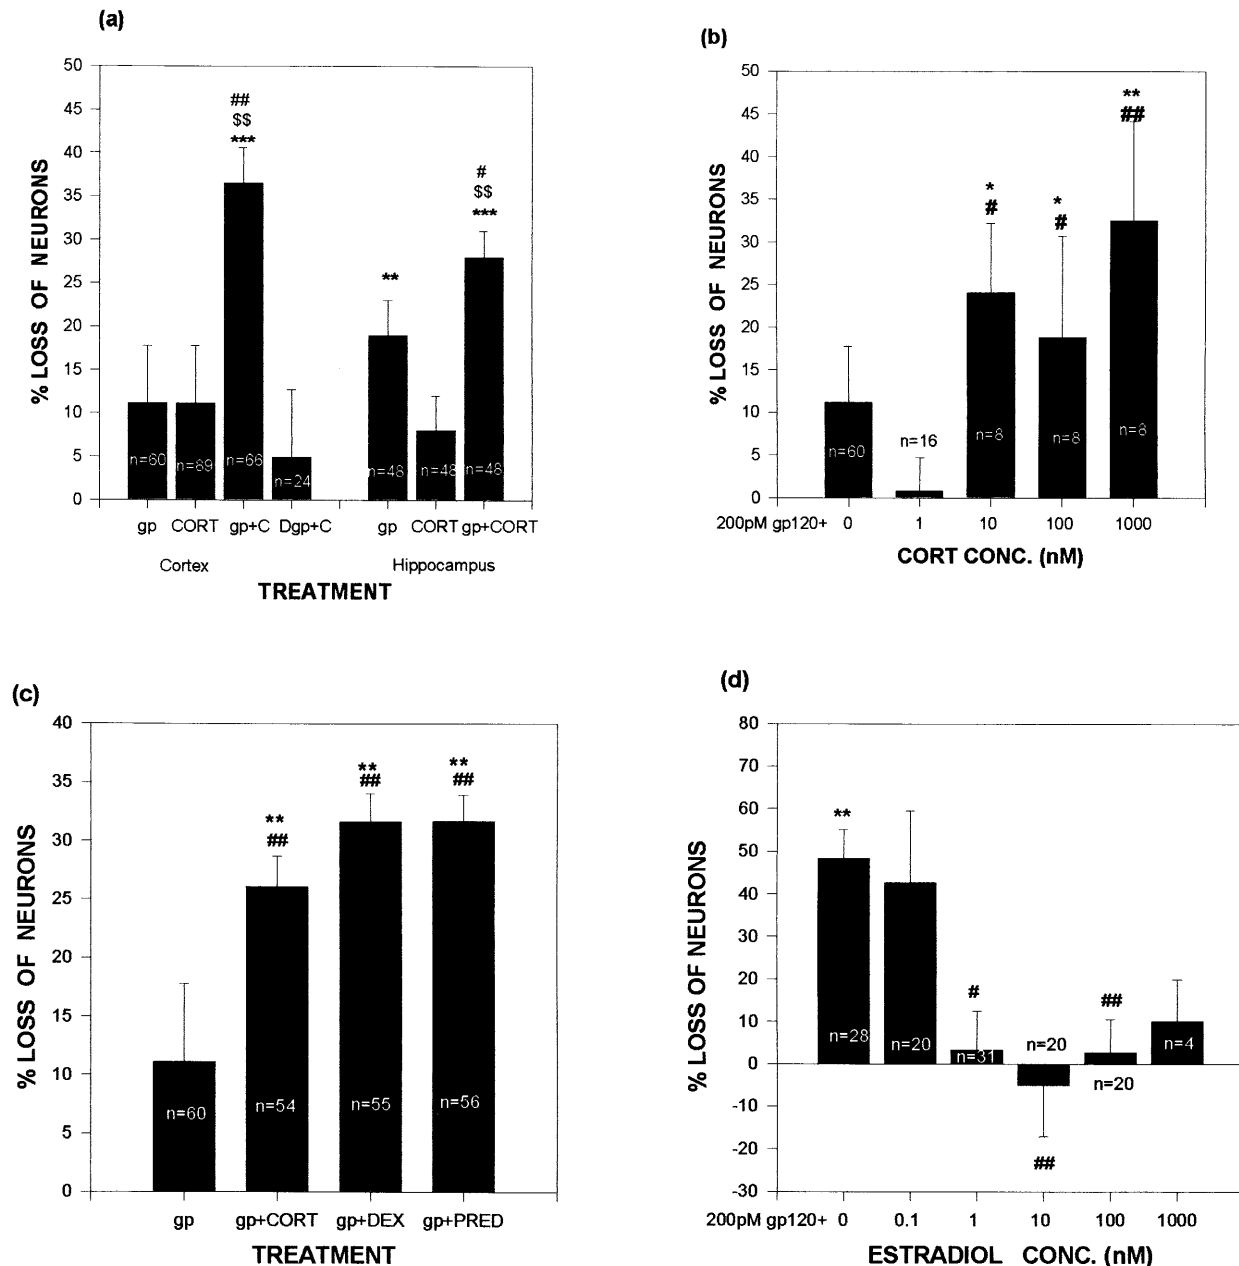 (a)
% LOSS OF NEURONS
50
45
40
35
30
25
20
15
10
5
0
##
$$
***
**
#
$$
***
n=60
n=89
n=66
n=24
n=48
n=48
n=48
gp CORT gp+C Dgp+C gp CORT gp+CORT
Cortex Hippocampus
TREATMENT
(b)
% LOSS OF NEURONS
50
45
40
35
30
25
20
15
10
5
0
*
#
*
#
**
##
n=60
n=16
n=8
n=8
n=8
200pM gp120+ 0 1 10 100 1000
CORT CONC. (nM)
(c)
% LOSS OF NEURONS
40
35
30
25
20
15
10
5
0
**
##
**
##
**
##
n=60
n=54
n=55
n=56
gp gp+CORT gp+DEX gp+PRED
TREATMENT
(d)
% LOSS OF NEURONS
80
70
60
50
40
30
20
10
0
-10
-20
-30
**
#
##
##
n=28
n=20
n=31
n=20
n=20
n=4
200pM gp120+ 0 0.1 1 10 100 1000
ESTRADIOL CONC. (nM)